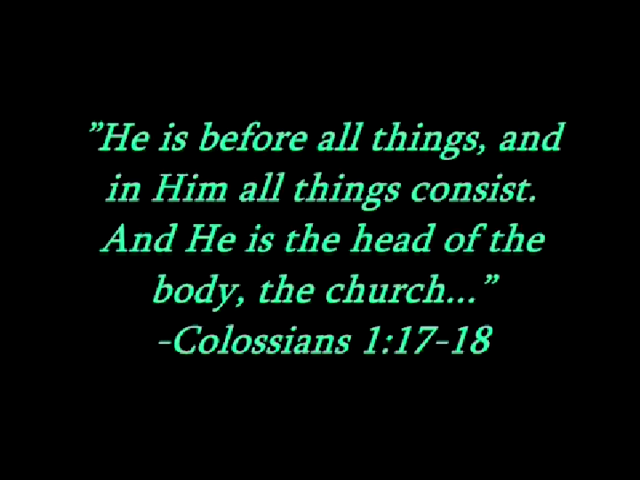 ”He is before all things, and
in Him all things consist.
And He is the head of the
body, the church...”
-Colossians 1:17-18